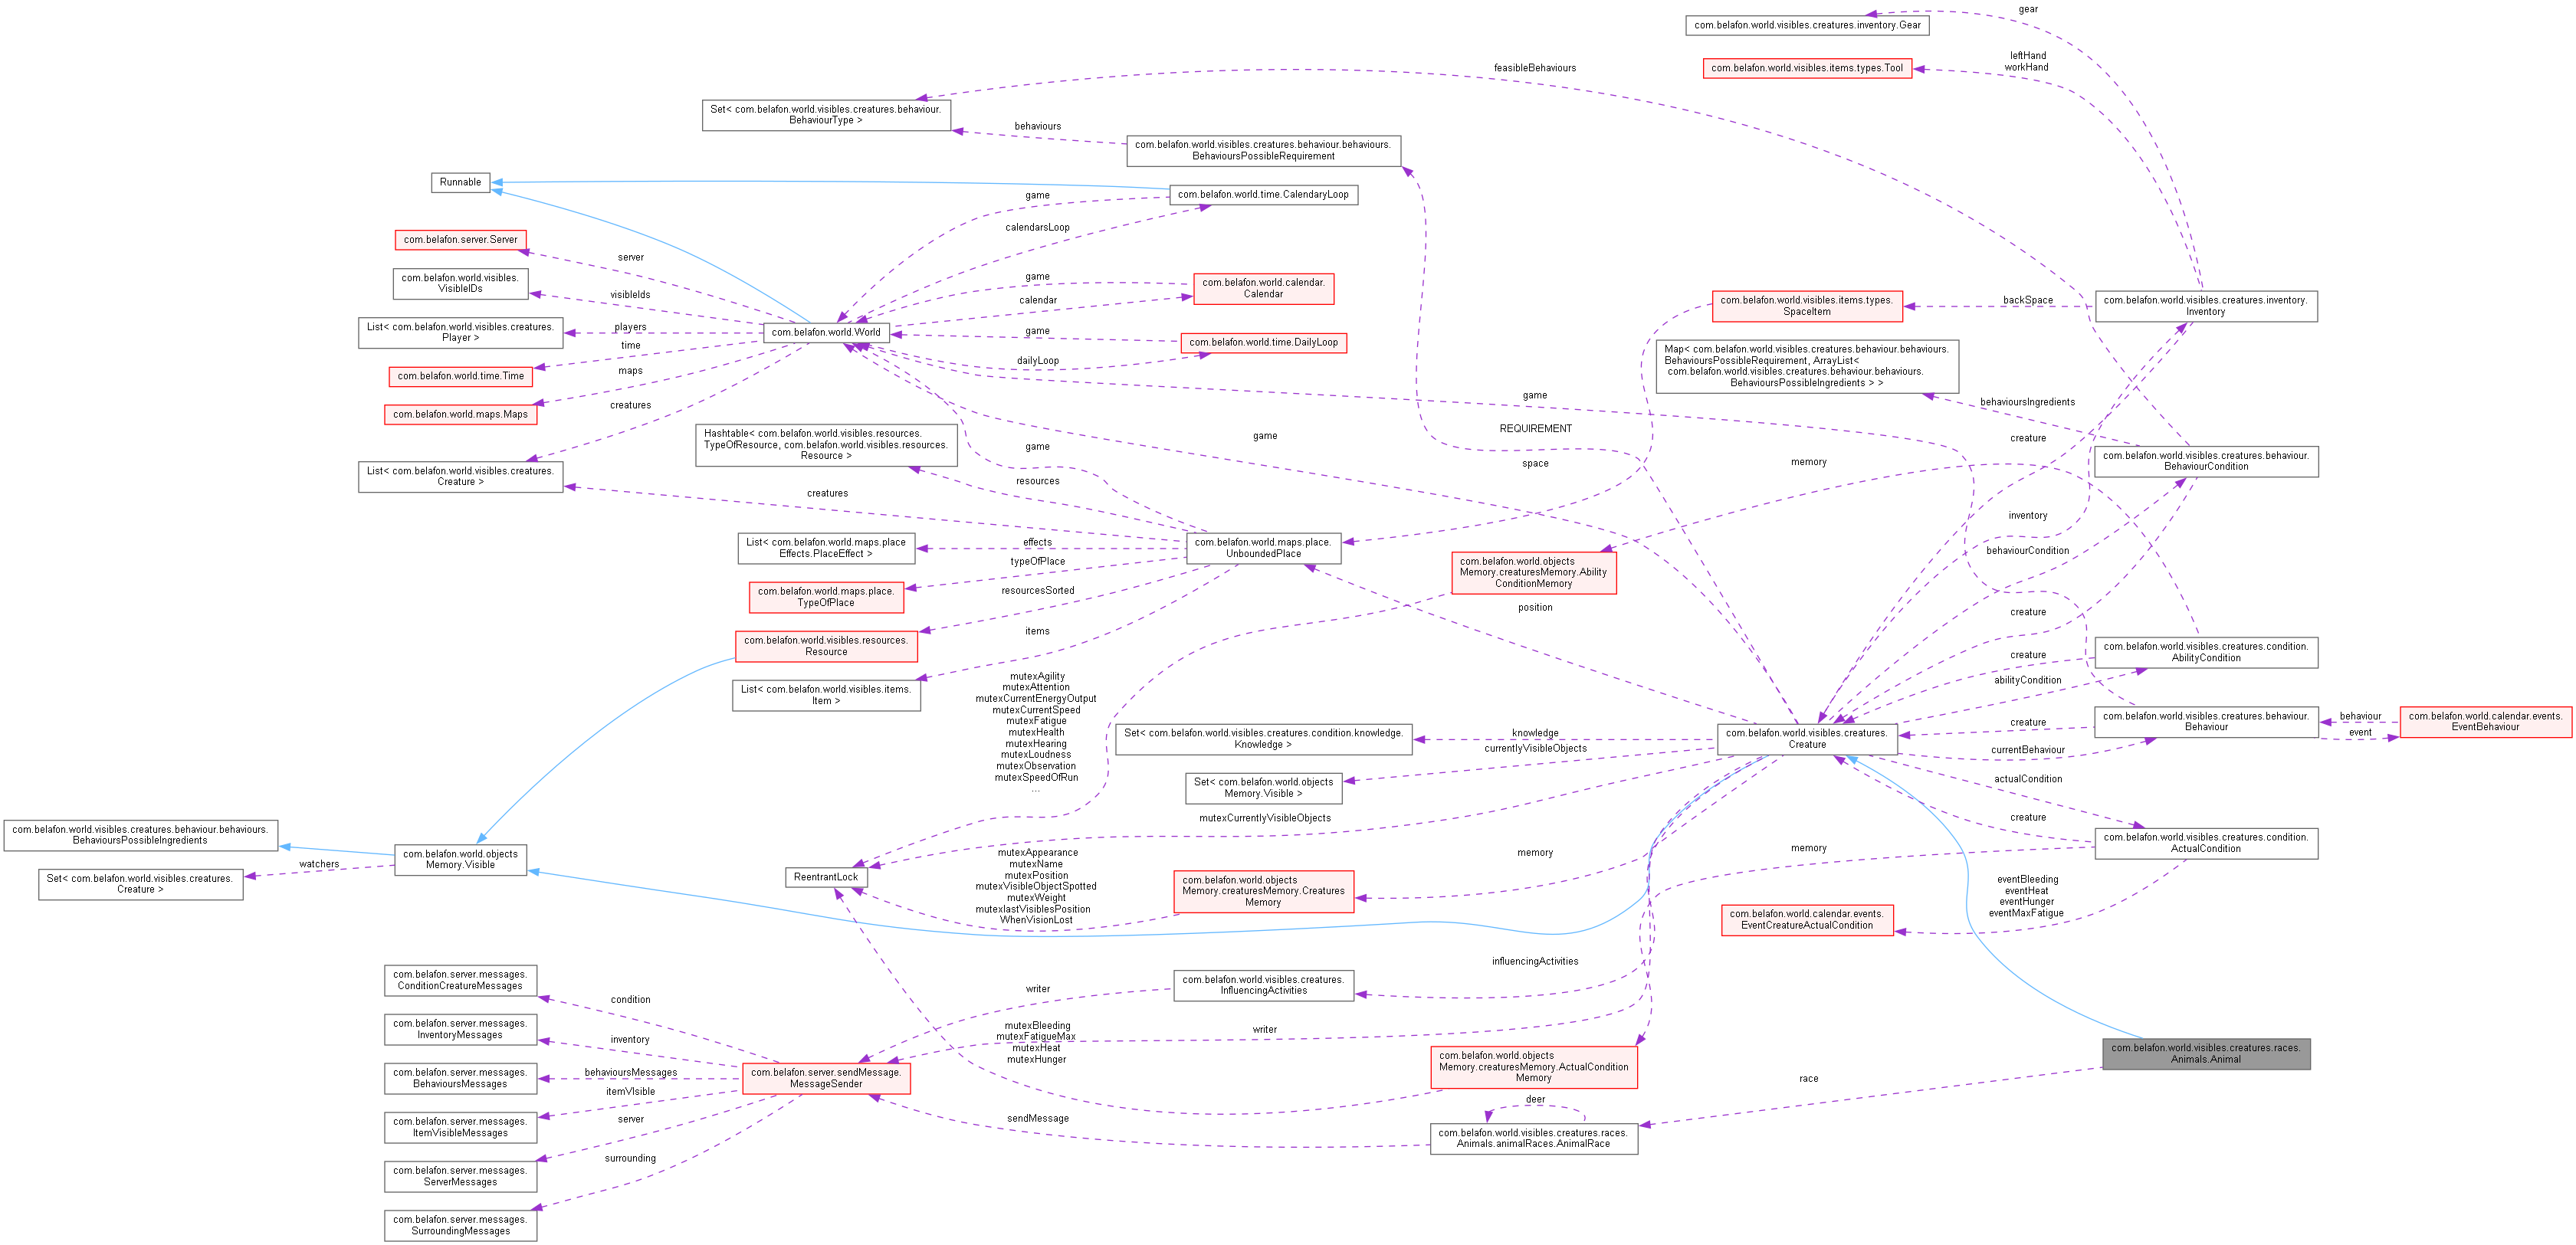 gear
com.belafon.world.visibles.creatures.inventory.Gear
leftHand
workHand
com.belafon.world.visibles.items.types.Tool
feasibleBehaviours
Set< com.belafon.world.visibles.creatures.behaviour.
BehaviourType >
behaviours
com.belafon.world.visibles.creatures.behaviour.behaviours.
BehavioursPossibleRequirement
Runnable
com.belafon.world.time.CalendaryLoop
game
calendarsLoop
com.belafon.server.Server
server
com.belafon.world.visibles.
VisibleIDs
visibleIds
game
calendar
com.belafon.world.calendar.
Calendar
com.belafon.world.visibles.items.types.
SpaceItem
backSpace
com.belafon.world.visibles.creatures.inventory.
Inventory
List< com.belafon.world.visibles.creatures.
Player >
players
com.belafon.world.World
game
com.belafon.world.time.DailyLoop
dailyLoop
time
com.belafon.world.time.Time
maps
com.belafon.world.maps.Maps
creatures
Map< com.belafon.world.visibles.creatures.behaviour.behaviours.
BehavioursPossibleRequirement, ArrayList<
com.belafon.world.visibles.creatures.behaviour.behaviours.
BehavioursPossibleIngredients > >
behavioursIngredients
game
REQUIREMENT
game
creature
Hashtable< com.belafon.world.visibles.resources.
TypeOfResource, com.belafon.world.visibles.resources.
Resource >
game
resources
space
memory
com.belafon.world.visibles.creatures.behaviour.
BehaviourCondition
List< com.belafon.world.visibles.creatures.
Creature >
creatures
inventory
List< com.belafon.world.maps.place
Effects.PlaceEffect >
effects
com.belafon.world.maps.place.
UnboundedPlace
typeOfPlace
behaviourCondition
com.belafon.world.objects
Memory.creaturesMemory.Ability
ConditionMemory
com.belafon.world.maps.place.
TypeOfPlace
resourcesSorted
position
creature
com.belafon.world.visibles.resources.
Resource
items
creature
com.belafon.world.visibles.creatures.condition.
AbilityCondition
abilityCondition
List< com.belafon.world.visibles.items.
Item >
mutexAgility
mutexAttention
mutexCurrentEnergyOutput
mutexCurrentSpeed
mutexFatigue
mutexHealth
mutexHearing
mutexLoudness
mutexObservation
mutexSpeedOfRun
...
Set< com.belafon.world.visibles.creatures.condition.knowledge.
Knowledge >
knowledge
currentlyVisibleObjects
com.belafon.world.visibles.creatures.
Creature
creature
currentBehaviour
com.belafon.world.visibles.creatures.behaviour.
Behaviour
behaviour
event
com.belafon.world.calendar.events.
EventBehaviour
Set< com.belafon.world.objects
Memory.Visible >
actualCondition
mutexCurrentlyVisibleObjects
creature
com.belafon.world.visibles.creatures.condition.
ActualCondition
com.belafon.world.visibles.creatures.behaviour.behaviours.
BehavioursPossibleIngredients
com.belafon.world.objects
Memory.Visible
watchers
Set< com.belafon.world.visibles.creatures.
Creature >
ReentrantLock
mutexAppearance
mutexName
mutexPosition
mutexVisibleObjectSpotted
mutexWeight
mutexlastVisiblesPosition
WhenVisionLost
com.belafon.world.objects
Memory.creaturesMemory.Creatures
Memory
memory
memory
eventBleeding
eventHeat
eventHunger
eventMaxFatigue
com.belafon.world.calendar.events.
EventCreatureActualCondition
com.belafon.server.messages.
ConditionCreatureMessages
condition
writer
com.belafon.world.visibles.creatures.
InfluencingActivities
influencingActivities
com.belafon.server.messages.
InventoryMessages
inventory
mutexBleeding
mutexFatigueMax
mutexHeat
mutexHunger
writer
com.belafon.server.messages.
BehavioursMessages
behavioursMessages
com.belafon.server.sendMessage.
MessageSender
com.belafon.world.objects
Memory.creaturesMemory.ActualCondition
Memory
com.belafon.world.visibles.creatures.races.
Animals.Animal
race
itemVIsible
com.belafon.server.messages.
ItemVisibleMessages
server
sendMessage
deer
com.belafon.world.visibles.creatures.races.
Animals.animalRaces.AnimalRace
com.belafon.server.messages.
ServerMessages
surrounding
com.belafon.server.messages.
SurroundingMessages